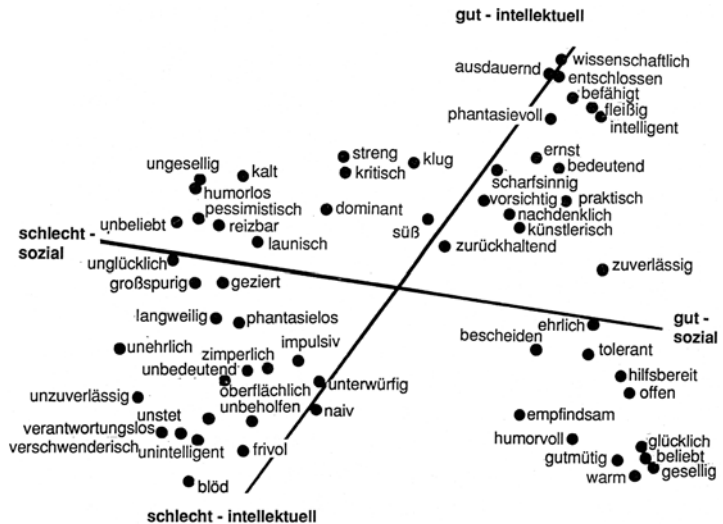 gut - intellektuell
wissenschaftlich
ausdauernd
entschlossen
befähigt
fleißig
phantasievoll
intelligent
streng
klug
ernst
ungesellig
kalt
kritisch
bedeutend
scharfsinnig
humorlos
vorsichtig
praktisch
pessimistisch
dominant
nachdenklich
unbeliebt
reizbar
süß
künstlerisch
schlecht -
sozial
launisch
zurückhaltend
unglücklich
zuverlässig
großspurig
geziert
langweilig
phantasielos
ehrlich
gut -
sozial
bescheiden
unehrlich
zimperlich
impulsiv
tolerant
unbedeutend
hilfsbereit
oberflächlich
unterwürfig
offen
unzuverlässig
unbeholfen
naiv
unstet
empfindsam
verantwortungslos
humorvoll
glücklich
verschwenderisch
unintelligent
frivol
gutmütig
beliebt
gesellig
warm
blöd
schlecht - intellektuell